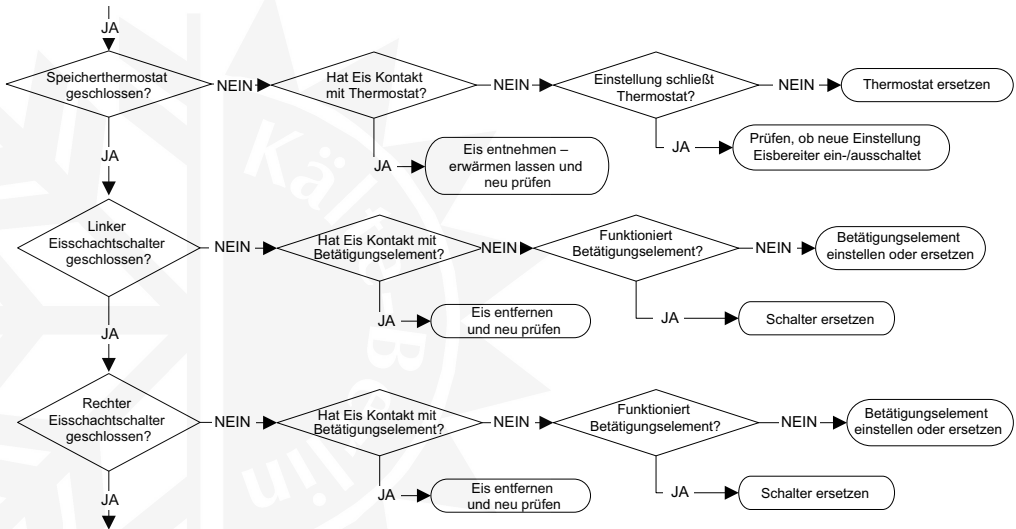 JA
Speicherthermostat
geschlossen?
NEIN
Hat Eis Kontakt
mit Thermostat?
NEIN
Einstellung schließt
Thermostat?
NEIN
Thermostat ersetzen
JA
Eis entnehmen –
erwärmen lassen und
neu prüfen
JA
Prüfen, ob neue Einstellung
Eisbereiter ein-/ausschaltet
JA
Linker
Eisschachtschalter
geschlossen?
NEIN
Hat Eis Kontakt mit
Betätigungselement?
NEIN
Funktioniert
Betätigungselement?
NEIN
Betätigungselement
einstellen oder ersetzen
JA
Eis entfernen
und neu prüfen
JA
Schalter ersetzen
JA
Rechter
Eisschachtschalter
geschlossen?
NEIN
Hat Eis Kontakt mit
Betätigungselement?
NEIN
Funktioniert
Betätigungselement?
NEIN
Betätigungselement
einstellen oder ersetzen
JA
Eis entfernen
und neu prüfen
JA
Schalter ersetzen
JA